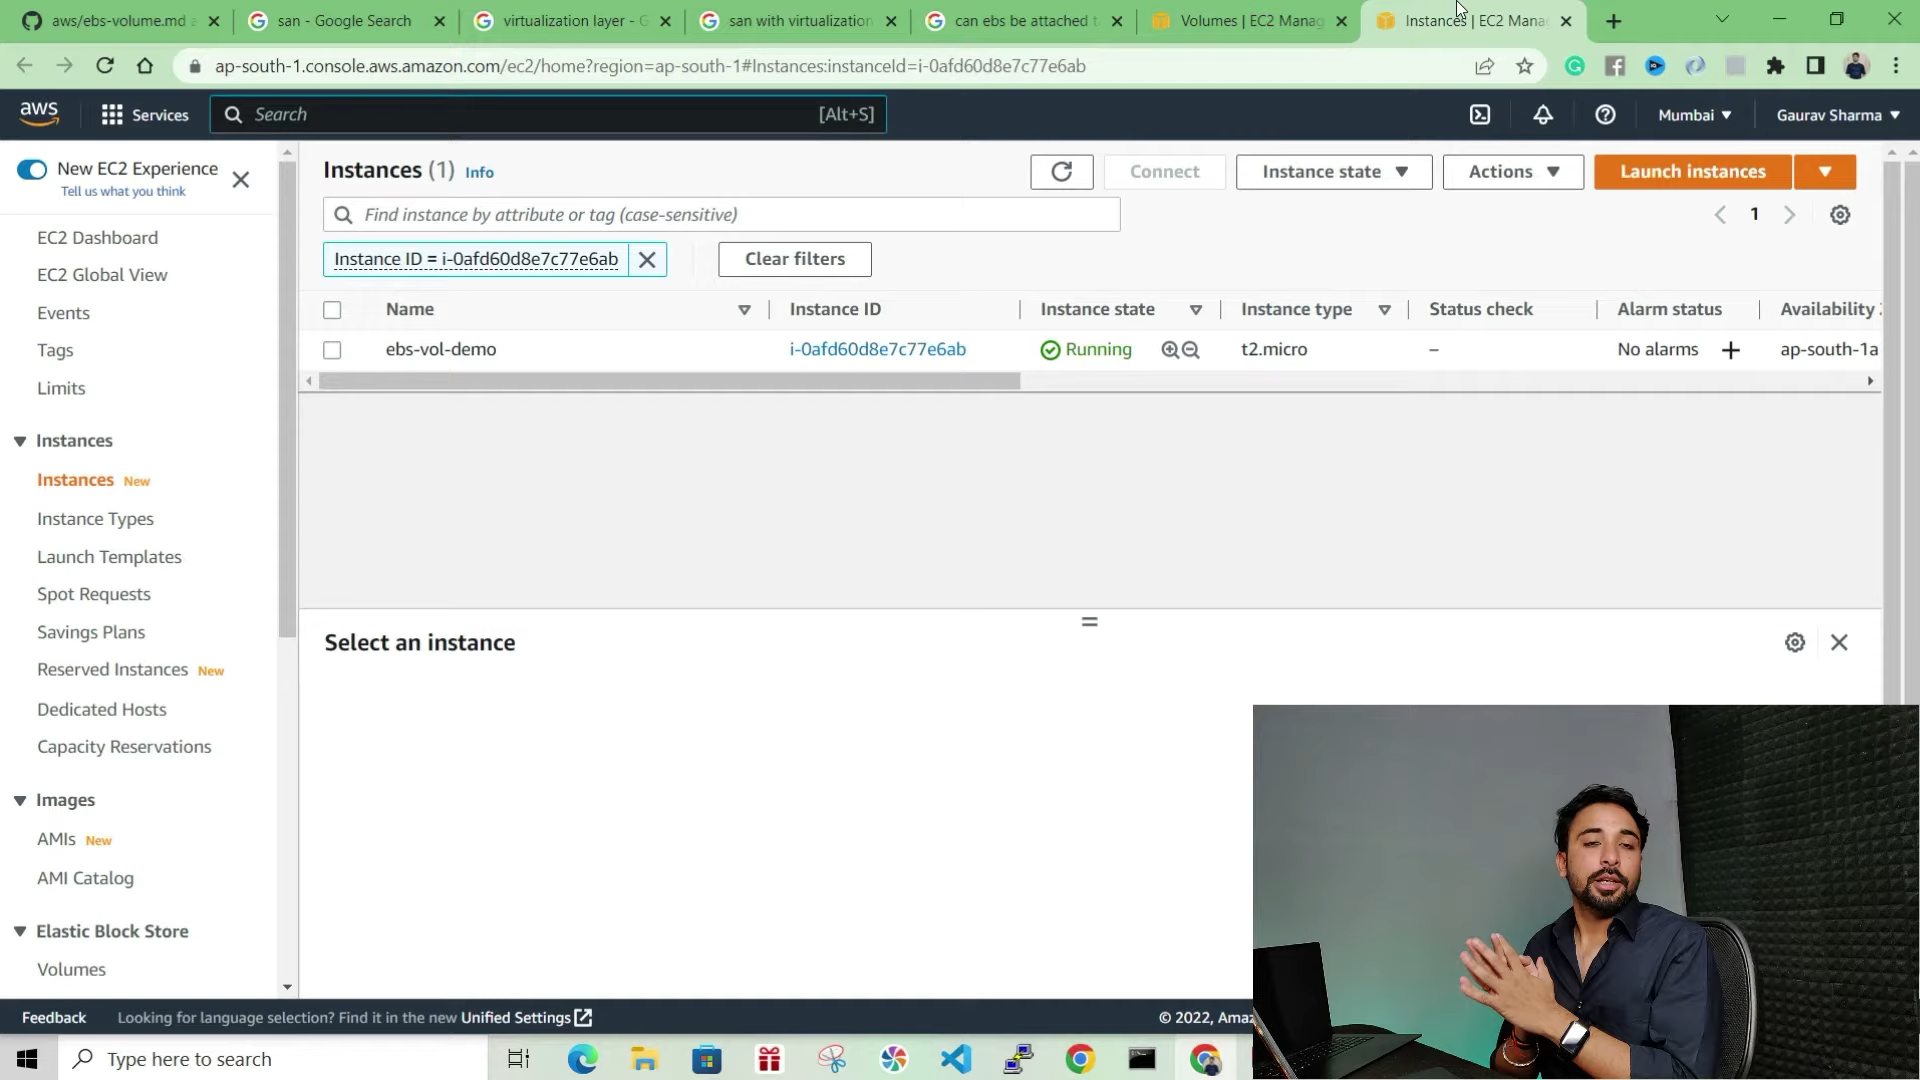 aws/ebs-volume.md a
san - Google Search
virtualization layer - G
san with virtualization
can ebs be attached t
Volumes | EC2 Manag
Instances | EC2 Mana
ap-south-1.console.aws.amazon.com/ec2/home?region=ap-south-1#Instances:instanceId=i-0afd60d8e7c77e6ab
aws
Services
Search
[Alt+S]
Mumbai
Gaurav Sharma
New EC2 Experience
Tell us what you think
EC2 Dashboard
EC2 Global View
Events
Tags
Limits
Instances
Instances New
Instance Types
Launch Templates
Spot Requests
Savings Plans
Reserved Instances New
Dedicated Hosts
Capacity Reservations
Images
AMIs New
AMI Catalog
Elastic Block Store
Volumes
Instances (1) Info
Connect
Instance state
Actions
Launch instances
Find instance by attribute or tag (case-sensitive)
1
Instance ID = i-0afd60d8e7c77e6ab
Clear filters
Name Instance ID Instance state Instance type Status check Alarm status Availability
ebs-vol-demo i-0afd60d8e7c77e6ab Running t2.micro – No alarms ap-south-1a
Select an instance
Feedback
Looking for language selection? Find it in the new Unified Settings
© 2022, Amaz
Type here to search